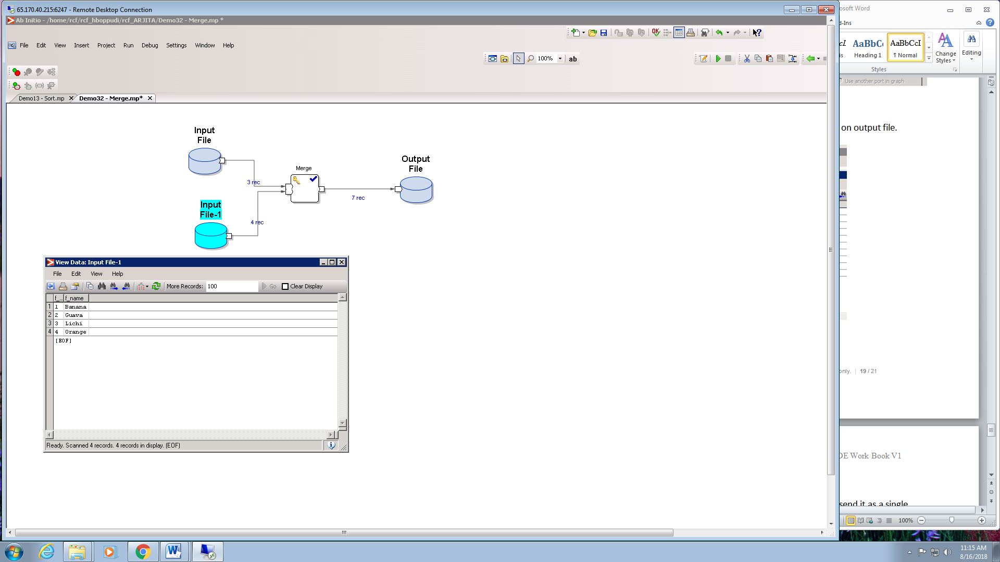 65.170.40.215:6247 - Remote Desktop Connection
Ab Initio - /home/rcf/rcf_hboppudi/rcf_ARJITA/Demo32 - Merge.mp *
File Edit View Insert Project Run Debug Settings Window Help
OK
100%
ab
Demo13 - Sort.mp
Demo32 - Merge.mp*
Input
File
3 rec
Merge
Output
File
7 rec
Input
File-1
4 rec
View Data: Input File-1
File Edit View Help
More Records: 100 Go Clear Display
f_... f_name
1 1 Banana
2 2 Guava
3 3 Lichi
4 4 Orange
[EOF]
Ready. Scanned 4 records. 4 records in display. (EOF)
osoft Word
d-Ins
AaBbC
AaBbCcI
Heading 1
¶ Normal
Change
Styles
Editing
Styles
Use another port in graph
on output file.
only. | 19 / 21
DE Work Book V1
send it as a single
100%
11:15 AM
8/16/2018